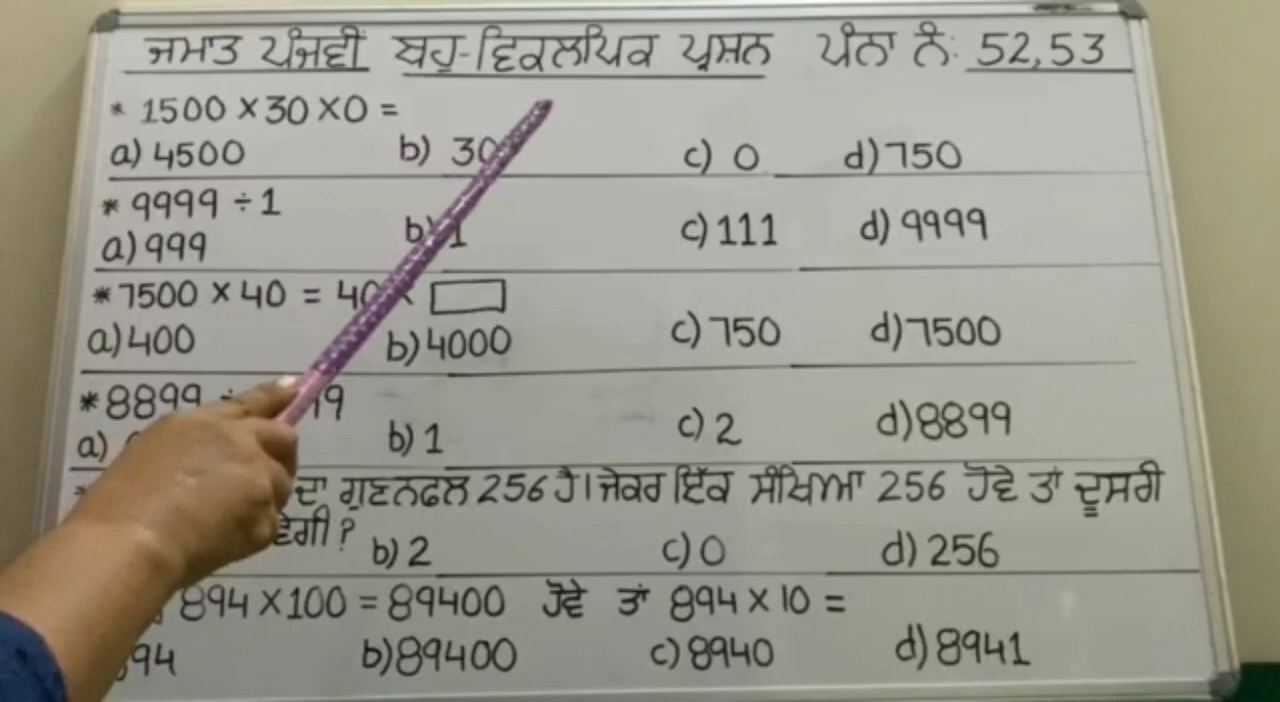 ਜਮਾਤ ਪੰਜਵੀਂ ਬਹੁ-ਵਿਕਲਪਿਕ ਪ੍ਰਸ਼ਨ ਪੰਨਾ ਨੰ: 52,53
* 1500 × 30 × 0 =
a) 4500 b) 30 c) 0 d) 750
* 9999 ÷ 1
a) 999 b) 1 c) 111 d) 9999
* 7500 × 40 = 40 ×
a) 400 b) 4000 c) 750 d) 7500
* 8899 ÷
a) b) 1 c) 2 d) 8899
ਦਾ ਗੁਣਨਫਲ 256 ਹੈ। ਜੇਕਰ ਇੱਕ ਸੰਖਿਆ 256 ਹੋਵੇ ਤਾਂ ਦੂਸਰੀ
ਵੇਗੀ ? b) 2 c) 0 d) 256
894 × 100 = 89400 ਹੋਵੇ ਤਾਂ 894 × 10 =
94 b) 89400 c) 8940 d) 8941